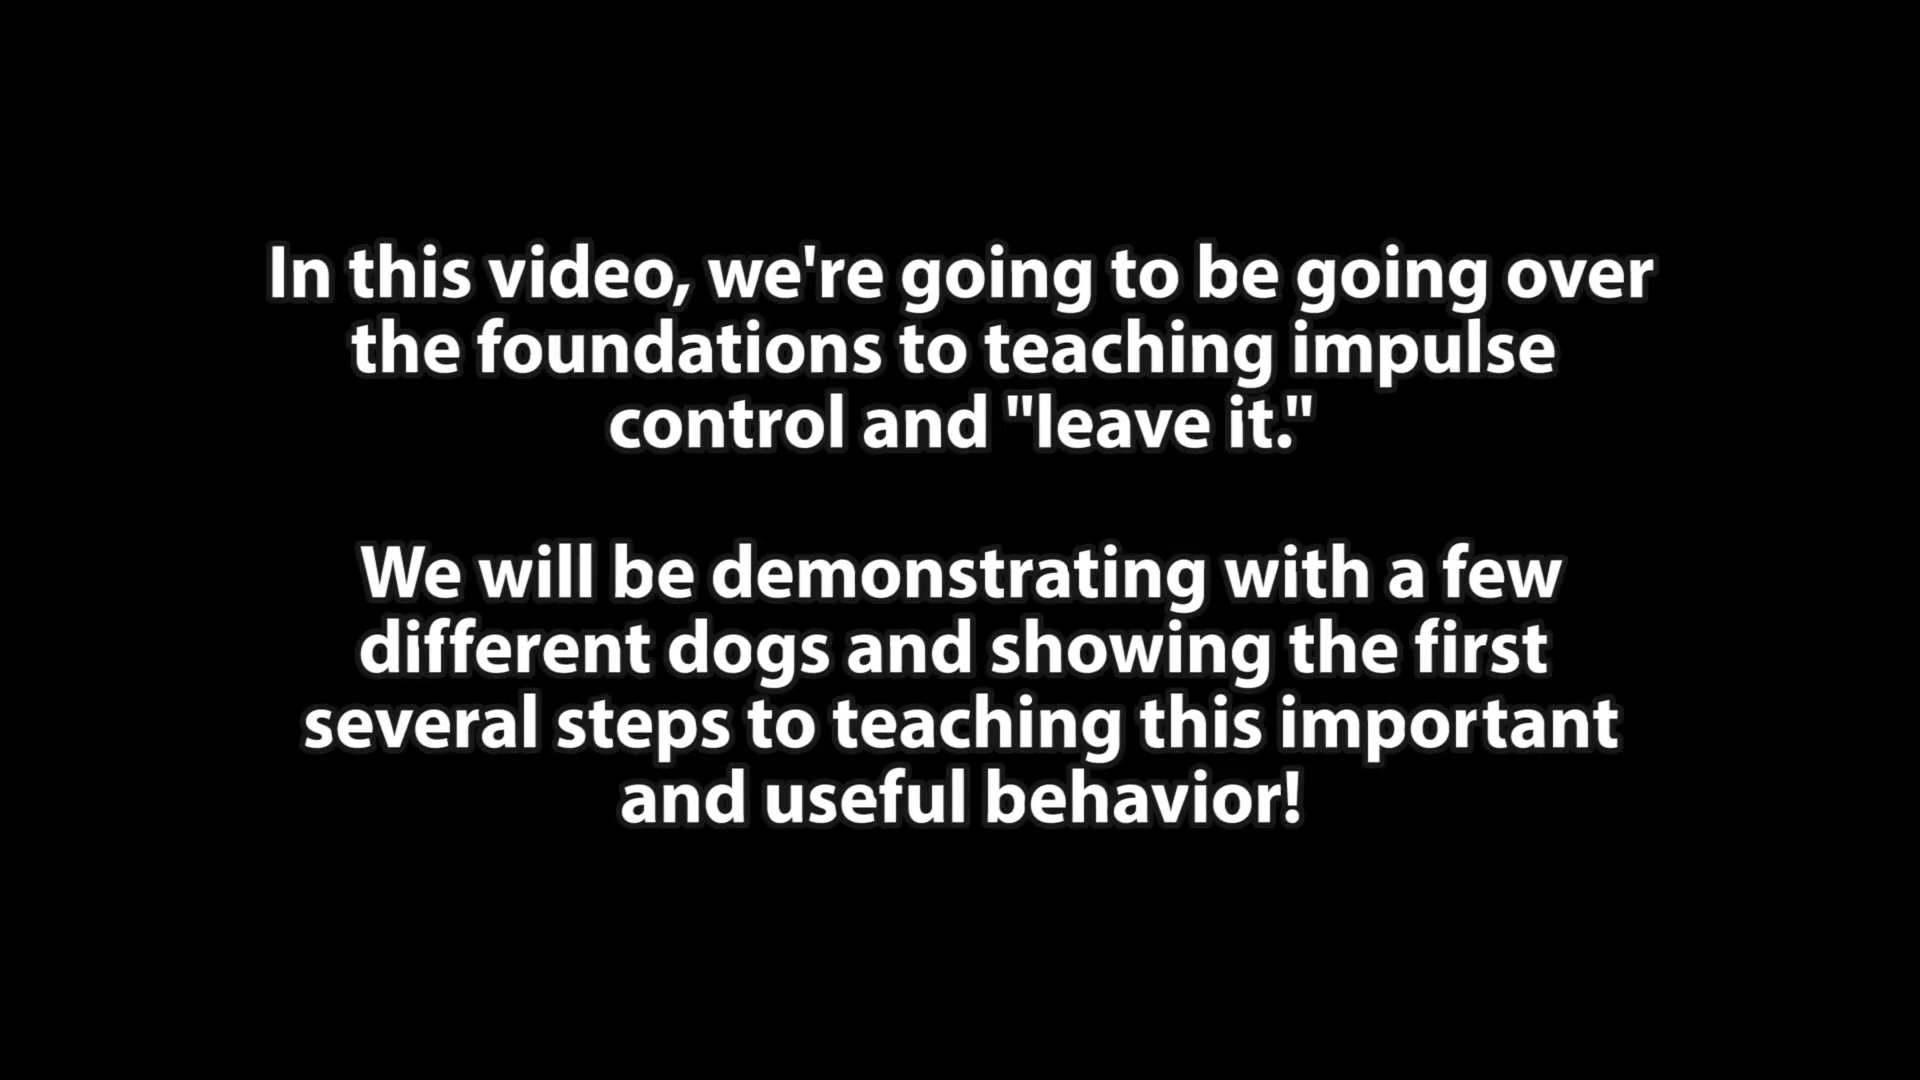 In this video, we're going to be going over
the foundations to teaching impulse
control and "leave it."
We will be demonstrating with a few
different dogs and showing the first
several steps to teaching this important
and useful behavior!